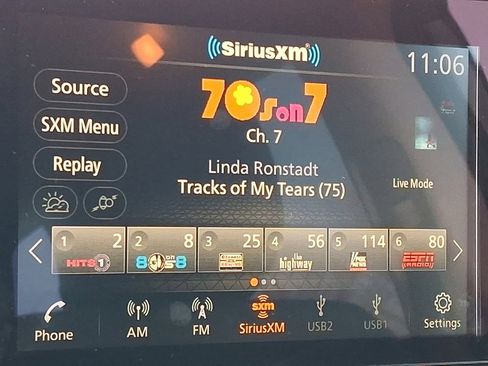 SiriusXM
11:06
Source
70s on 7
Ch. 7
SXM Menu
Replay
Linda Ronstadt
Tracks of My Tears (75)
Live Mode
1 2 2 8 3 25 4 56 5 114 6 80
HITS 1 80s on 8 the highway ESPN RADIO
Phone AM FM SXM SiriusXM USB2 USB1 Settings